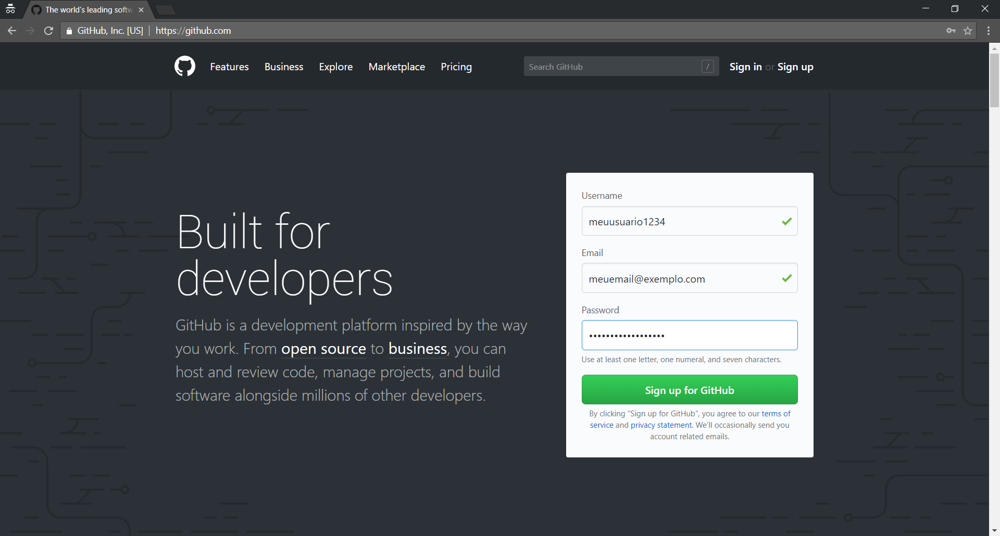 The world's leading softw
GitHub, Inc. [US] | https://github.com
Features Business Explore Marketplace Pricing Search GitHub / Sign in or Sign up
Username
meuusuario1234
Email
meuemail@exemplo.com
Password
••••••••••••••••••
Use at least one letter, one numeral, and seven characters.
Sign up for GitHub
By clicking “Sign up for GitHub”, you agree to our terms of
service and privacy statement. We’ll occasionally send you
account related emails.
Built for
developers
GitHub is a development platform inspired by the way
you work. From open source to business, you can
host and review code, manage projects, and build
software alongside millions of other developers.